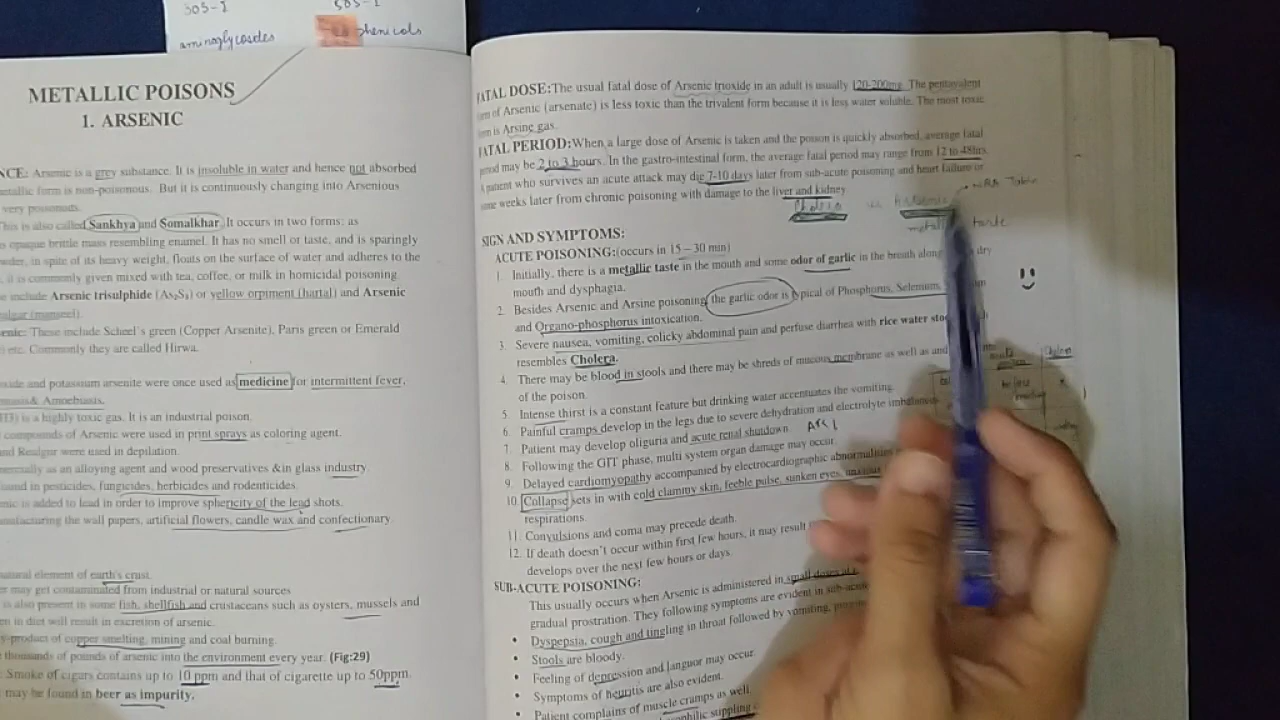 SOS-I
aminoglycosides
phenicols
METALLIC POISONS
1. ARSENIC
Arsenic is a grey substance. It is insoluble in water and hence not absorbed
metallic form is non-poisonous. But it is continuously changing into Arsenious
very poisonous.
This is also called Sankhya and Somalkhar. It occurs in two forms: as
opaque brittle mass resembling enamel. It has no smell or taste, and is sparingly
in spite of its heavy weight, floats on the surface of water and adheres to the
it is commonly given mixed with tea, coffee, or milk in homicidal poisoning.
include Arsenic trisulphide (As₂S₃) or yellow orpiment (hartal) and Arsenic
These include Scheel's green (Copper Arsenite), Paris green or Emerald
etc. Commonly they are called Hirwa.
and potassium arsenite were once used as medicine for intermittent fever,
& Amoebiasis.
is a highly toxic gas. It is an industrial poison.
compounds of Arsenic were used in print sprays as coloring agent.
Realgar were used in depilation.
as an alloying agent and wood preservatives &in glass industry
in pesticides, fungicides, herbicides and rodenticides.
is added to lead in order to improve sphericity of the lead shots.
the wall papers, artificial flowers, candle wax and confectionary
natural element of earth's crust.
may get contaminated from industrial or natural sources
is also present in some fish, shellfish and crustaceans such as oysters, mussels and
in diet will result in excretion of arsenic.
by-product of copper smelting, mining and coal burning.
thousands of pounds of arsenic into the environment every year. (Fig:29)
Smoke of cigars contains up to 10 ppm and that of cigarette up to 50ppm.
may be found in beer as impurity.
FATAL DOSE:The usual fatal dose of Arsenic trioxide in an adult is usually 120-200mg. The pentavalent
of Arsenic (arsenate) is less toxic than the trivalent form because it is less water soluble. The most toxic
is Arsine gas.
FATAL PERIOD:When a large dose of Arsenic is taken and the poison is quickly absorbed, average fatal
may be 2 to 3 hours. In the gastro-intestinal form, the average fatal period may range from 12 to 48hrs.
patient who survives an acute attack may die 7-10 days later from sub-acute poisoning and heart failure or
some weeks later from chronic poisoning with damage to the liver and kidney
Cholera vs Arsenic
metallic taste
SIGN AND SYMPTOMS:
ACUTE POISONING:(occurs in 15 – 30 min)
1. Initially, there is a metallic taste in the mouth and some odor of garlic in the breath along dry
mouth and dysphagia.
2. Besides Arsenic and Arsine poisoning, the garlic odor is typical of Phosphorus, Selenium,
and Organo-phosphorus intoxication.
3. Severe nausea, vomiting, colicky abdominal pain and perfuse diarrhea with rice water
resembles Cholera.
4. There may be blood in stools and there may be shreds of mucous membrane as well as
of the poison.
5. Intense thirst is a constant feature but drinking water accentuates the vomiting.
6. Painful cramps develop in the legs due to severe dehydration and electrolyte
7. Patient may develop oliguria and acute renal shutdown.
8. Following the GIT phase, multi system organ damage may occur.
9. Delayed cardiomyopathy accompanied by electrocardiographic abnormalities
10. Collapse sets in with cold clammy skin, feeble pulse, sunken eyes, anxious
respirations.
11. Convulsions and coma may precede death.
12. If death doesn't occur within first few hours, it may result
develops over the next few hours or days.
SUB-ACUTE POISONING:
This usually occurs when Arsenic is administered in small doses
gradual prostration. They following symptoms are evident in
• Dyspepsia, cough and tingling in throat followed by vomiting,
• Stools are bloody.
• Feeling of depression and languor may occur.
• Symptoms of neuritis are also evident.
• Patient complains of muscle cramps as well.